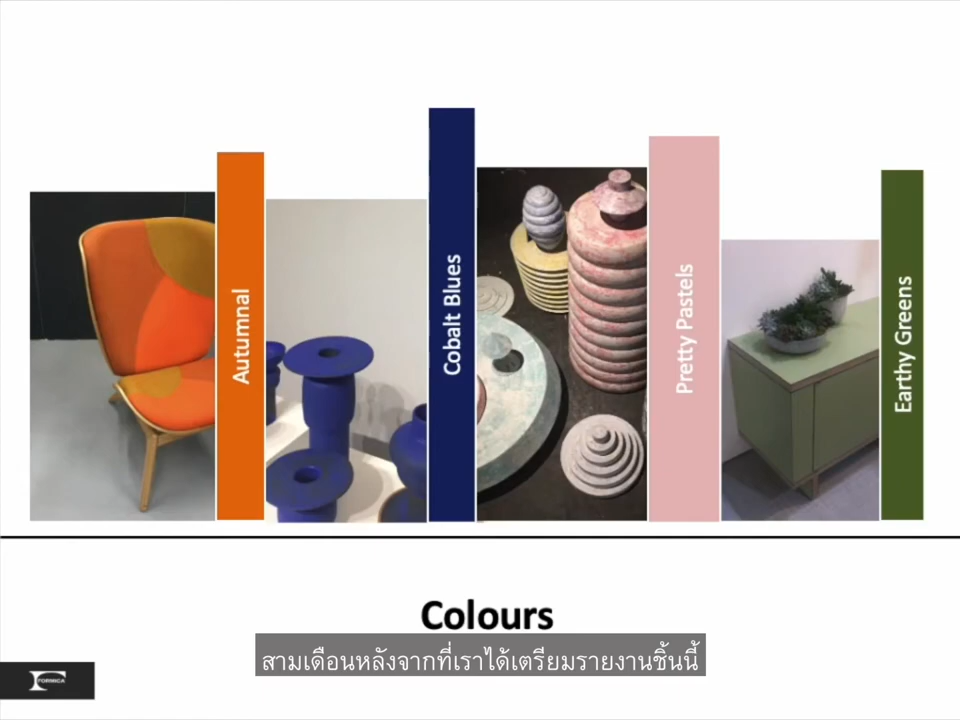 Autumnal
Cobalt Blues
Pretty Pastels
Earthy Greens
Colours
สามเดือนหลังจากที่เราได้เตรียมรายงานชิ้นนี้
FORMICA